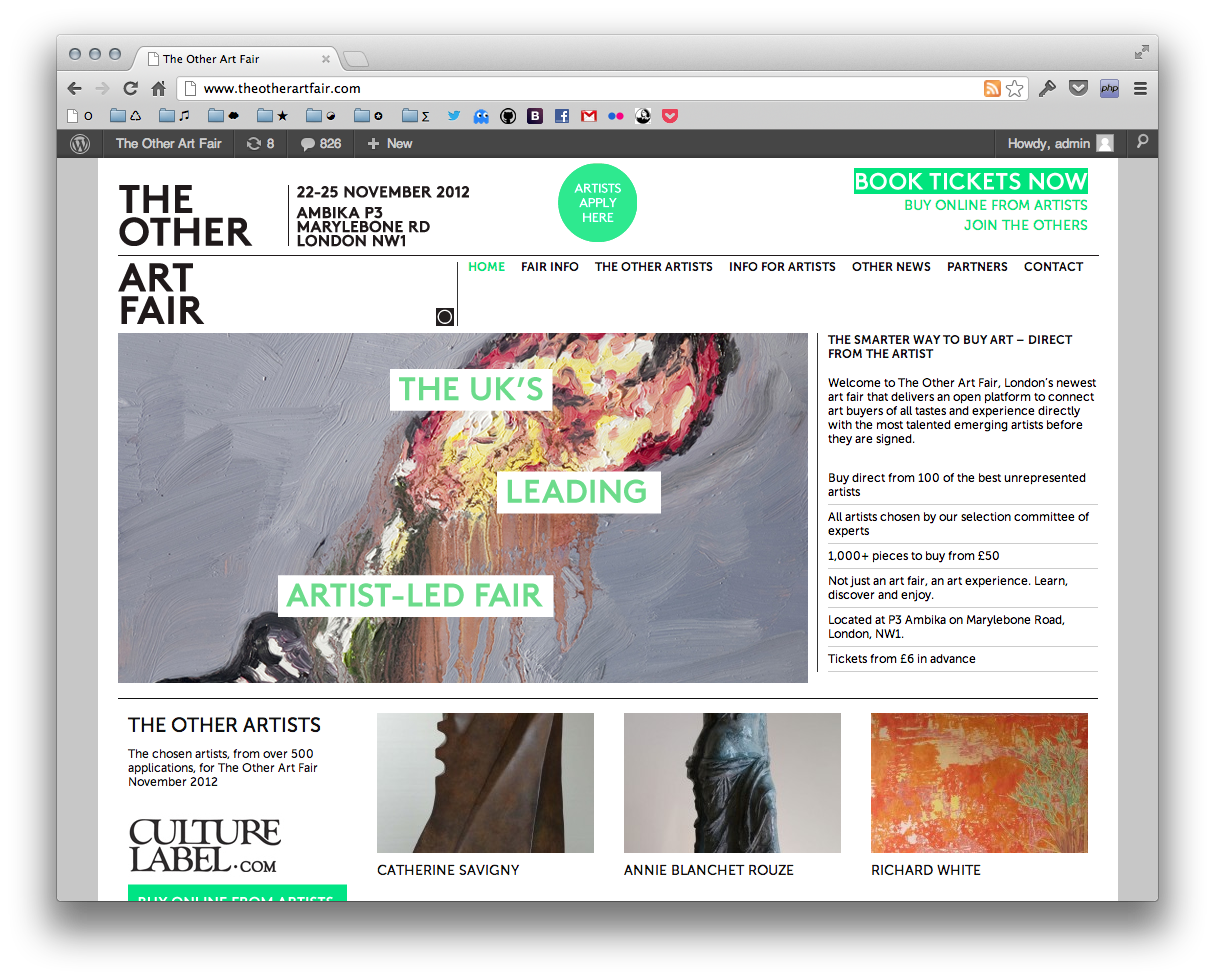 The Other Art Fair
www.theotherartfair.com
php
O
The Other Art Fair
8
826
New
Howdy, admin
THE
OTHER
ART
FAIR
22-25 NOVEMBER 2012
AMBIKA P3
MARYLEBONE RD
LONDON NW1
ARTISTS
APPLY
HERE
BOOK TICKETS NOW
BUY ONLINE FROM ARTISTS
JOIN THE OTHERS
HOME FAIR INFO THE OTHER ARTISTS INFO FOR ARTISTS OTHER NEWS PARTNERS CONTACT
THE UK'S
LEADING
ARTIST-LED FAIR
THE SMARTER WAY TO BUY ART – DIRECT
FROM THE ARTIST
Welcome to The Other Art Fair, London's newest
art fair that delivers an open platform to connect
art buyers of all tastes and experience directly
with the most talented emerging artists before
they are signed.
Buy direct from 100 of the best unrepresented
artists
All artists chosen by our selection committee of
experts
1,000+ pieces to buy from £50
Not just an art fair, an art experience. Learn,
discover and enjoy.
Located at P3 Ambika on Marylebone Road,
London, NW1.
Tickets from £6 in advance
THE OTHER ARTISTS
The chosen artists, from over 500
applications, for The Other Art Fair
November 2012
CULTURE
LABEL.COM
BUY ONLINE FROM ARTISTS
CATHERINE SAVIGNY
ANNIE BLANCHET ROUZE
RICHARD WHITE